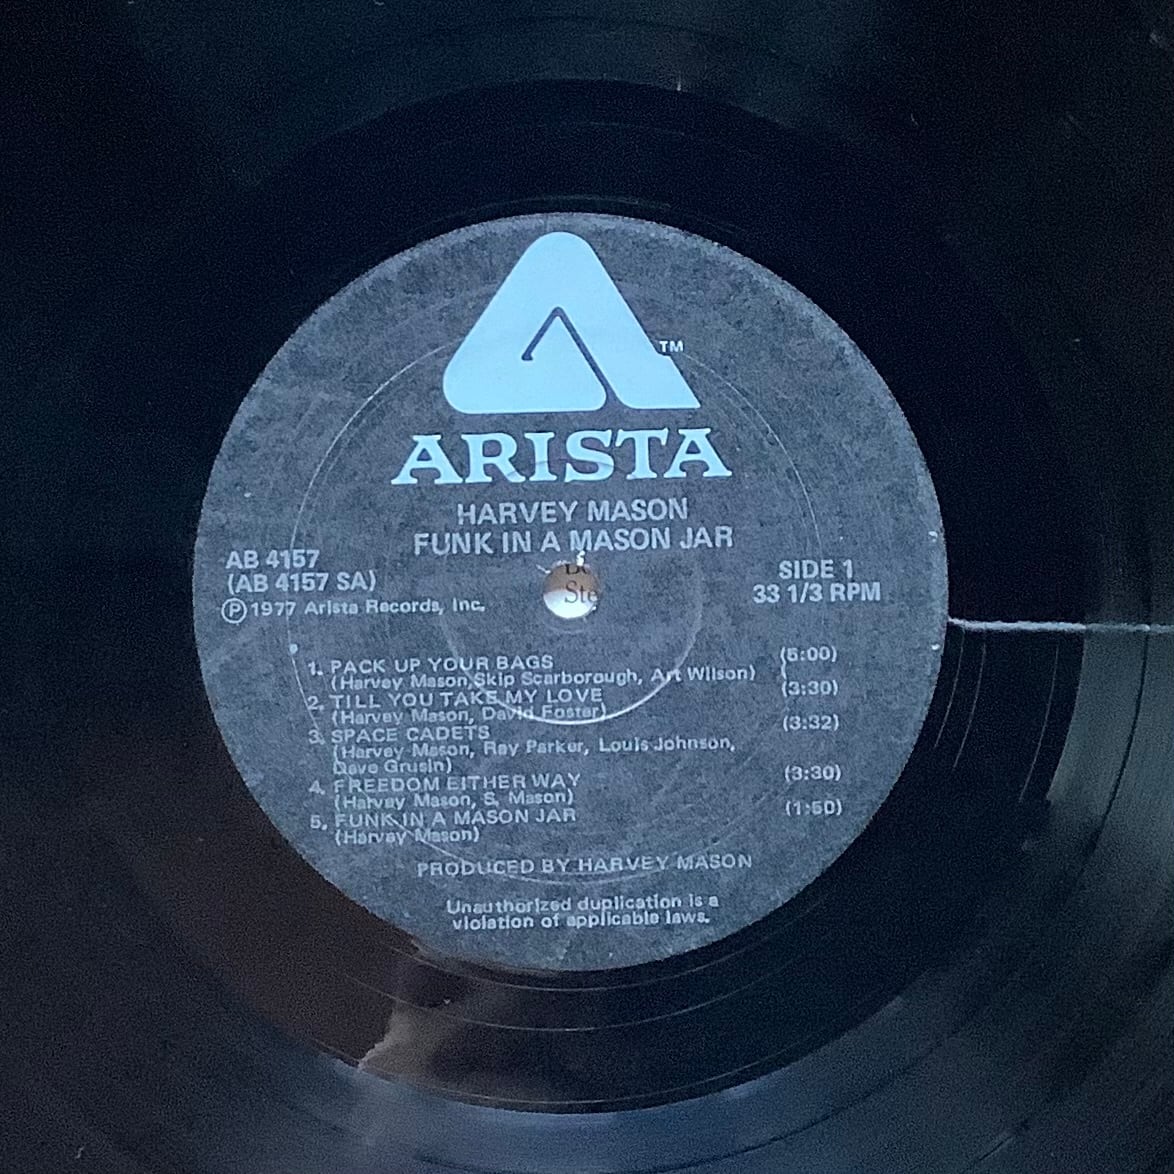 TM
ARISTA
HARVEY MASON
FUNK IN A MASON JAR
AB 4157
(AB 4157 SA)
Ⓟ 1977 Arista Records, Inc.
SIDE 1
33 1/3 RPM
Ste
1. PACK UP YOUR BAGS (5:00)
(Harvey Mason, Skip Scarborough, Art Wilson)
2. TILL YOU TAKE MY LOVE (3:30)
(Harvey Mason, David Foster)
3. SPACE CADETS (3:32)
(Harvey Mason, Ray Parker, Louis Johnson,
Dave Grusin)
4. FREEDOM EITHER WAY (3:30)
(Harvey Mason, S. Mason)
5. FUNK IN A MASON JAR (1:50)
(Harvey Mason)
PRODUCED BY HARVEY MASON
Unauthorized duplication is a
violation of applicable laws.